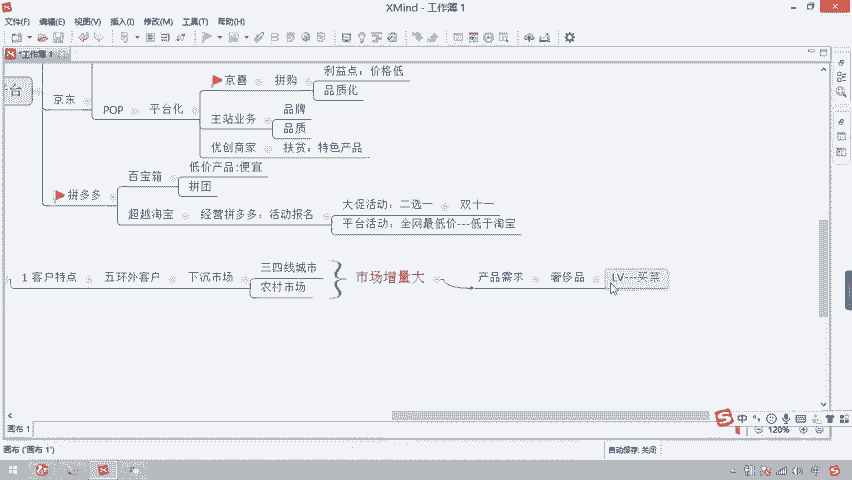 XMind - 工作簿 1
文件(F) 编辑(E) 视图(V) 插入(I) 修改(M) 工具(T) 帮助(H)
*工作簿 1
平台
京东
POP
平台化
京喜
拼购
利益点：价格低
品质化
主站业务
品牌
品质
优创商家
扶贫：特色产品
拼多多
百宝箱
低价产品:便宜
拼团
超越淘宝
经营拼多多：活动报名
大促活动：二选一
双十一
平台活动：全网最低价---低于淘宝
1 客户特点
五环外客户
下沉市场
三四线城市
农村市场
市场增量大
产品需求
奢侈品
LV---买菜
画布 1
中
120%
画布 ('画布 1')
自动保存: 关闭
中